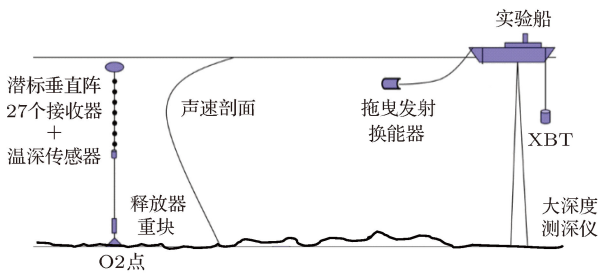 实验船
潜标垂直阵
27个接收器
+
温深传感器
声速剖面
拖曳发射
换能器
XBT
释放器
重块
大深度
测深仪
O2点